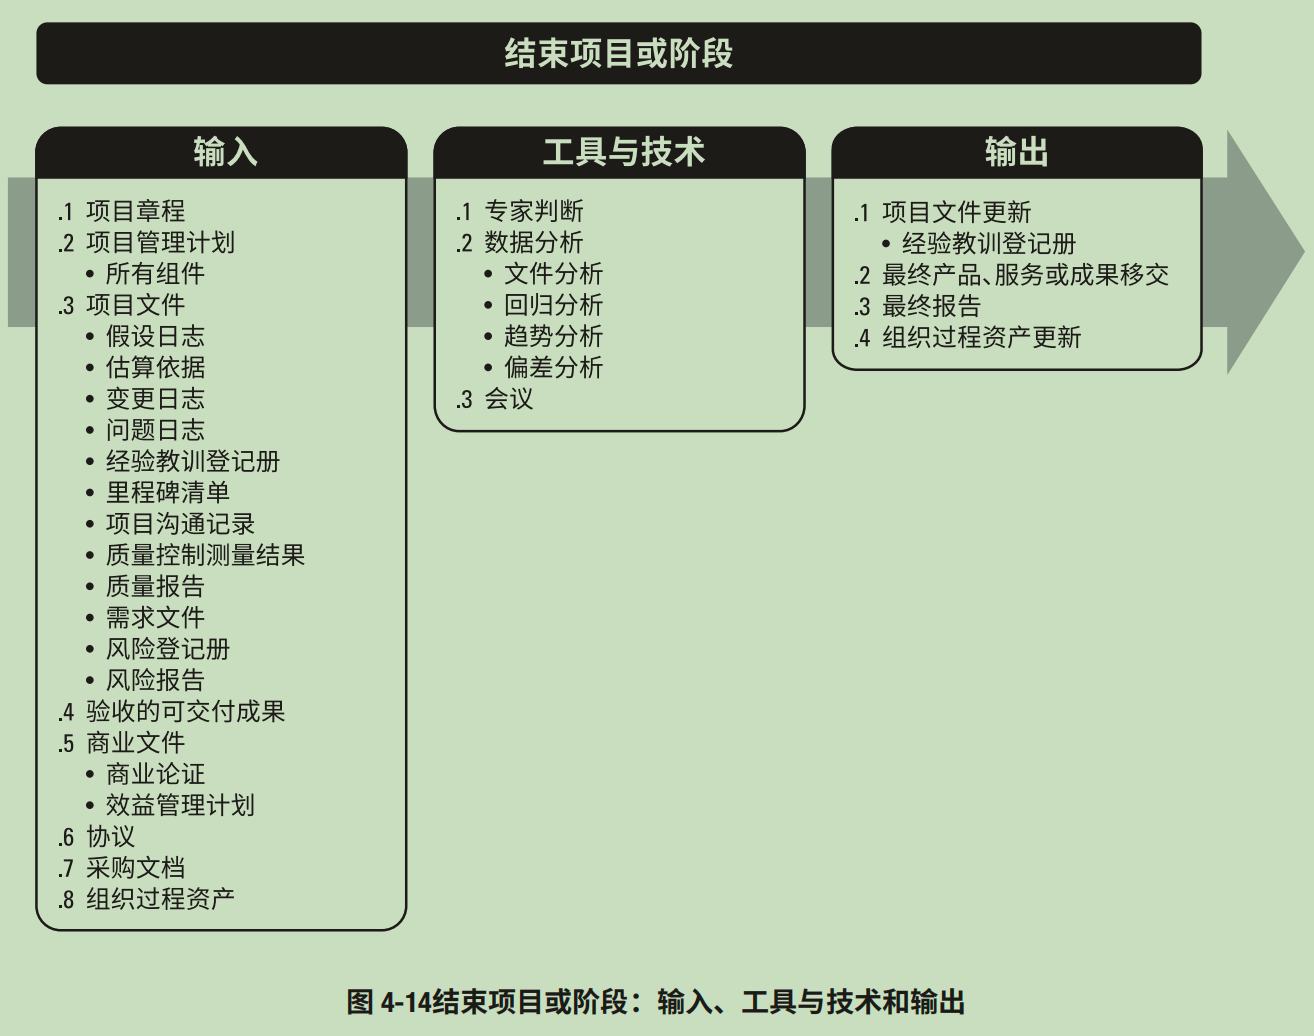 结束项目或阶段
输入
.1 项目章程
.2 项目管理计划
• 所有组件
.3 项目文件
• 假设日志
• 估算依据
• 变更日志
• 问题日志
• 经验教训登记册
• 里程碑清单
• 项目沟通记录
• 质量控制测量结果
• 质量报告
• 需求文件
• 风险登记册
• 风险报告
.4 验收的可交付成果
.5 商业文件
• 商业论证
• 效益管理计划
.6 协议
.7 采购文档
.8 组织过程资产
工具与技术
.1 专家判断
.2 数据分析
• 文件分析
• 回归分析
• 趋势分析
• 偏差分析
.3 会议
输出
.1 项目文件更新
• 经验教训登记册
.2 最终产品、服务或成果移交
.3 最终报告
.4 组织过程资产更新
图 4-14结束项目或阶段：输入、工具与技术和输出